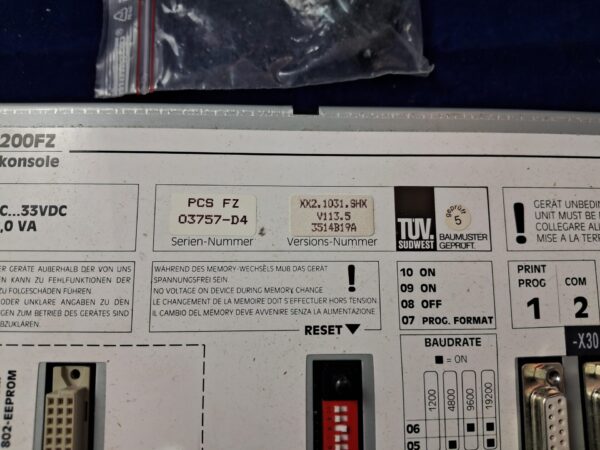 200FZ
konsole
C...33VDC
,0 VA
PCS FZ
03757-D4
Serien-Nummer
XX2.1031.9HX
V113.5
3514B19A
Versions-Nummer
TÜV
SÜDWEST
geprüft
5
BAUMUSTER
GEPRÜFT.
!
GERÄT UNBEDIN
UNIT MUST BE
COLLEGARE AL
MISE A LA TER
ER GERÄTE AUßERHALB DER VON UNS
EN KANN ZU FEHLFUNKTIONEN DER
ZU FOLGESCHÄDEN FÜHREN.
ODER UNKLARE ANGABEN ZU DEN
GEN ZUM BETRIEB DES GERÄTES SIND
ABZUKLÄREN.
WÄHREND DES MEMORY-WECHSELS MUß DAS GERÄT
SPANNUNGSFREI SEIN.
NO VOLTAGE ON DEVICE DURING MEMORY CHANGE
LE CHANGEMENT DE LA MEMOIRE DOIT S'EFFECTUER HORS TENSION.
IL CAMBIO DEL MEMORY DEVE AVVENIRE SENZA LA ALIMENTAZIONE
!
RESET ▼
10 ON
09 ON
08 OFF
07 PROG. FORMAT
PRINT
PROG
1
COM
2
BAUDRATE
■ = ON
1200
4800
9600
19200
06
05
-X30
802-EEPROM